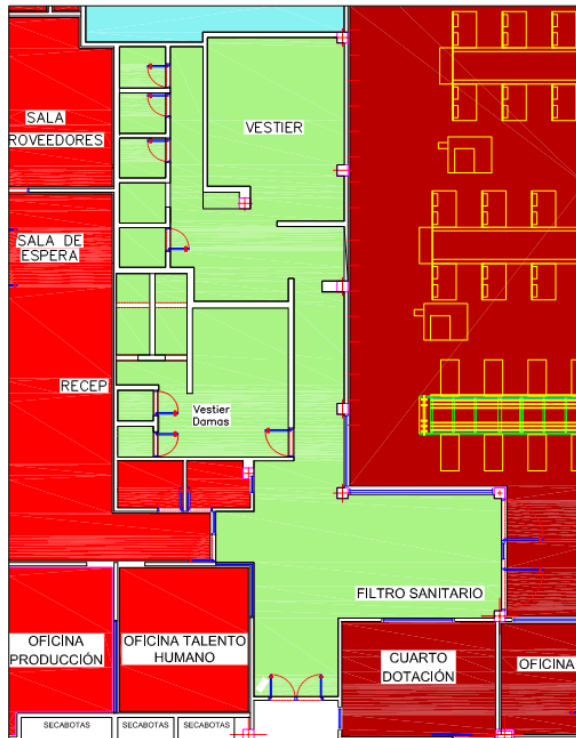 VESTIER
SALA
ROVEEDORES
SALA DE
ESPERA
RECEP
Vestier
Damas
FILTRO SANITARIO
OFICINA
PRODUCCIÓN
OFICINA TALENTO
HUMANO
CUARTO
DOTACIÓN
OFICINA
SECABOTAS
SECABOTAS
SECABOTAS